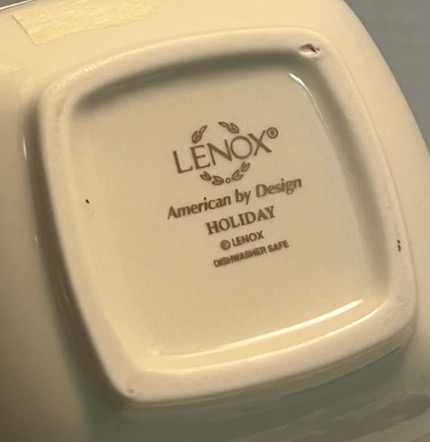 LENOX®
American by Design
HOLIDAY
© LENOX
DISHWASHER SAFE